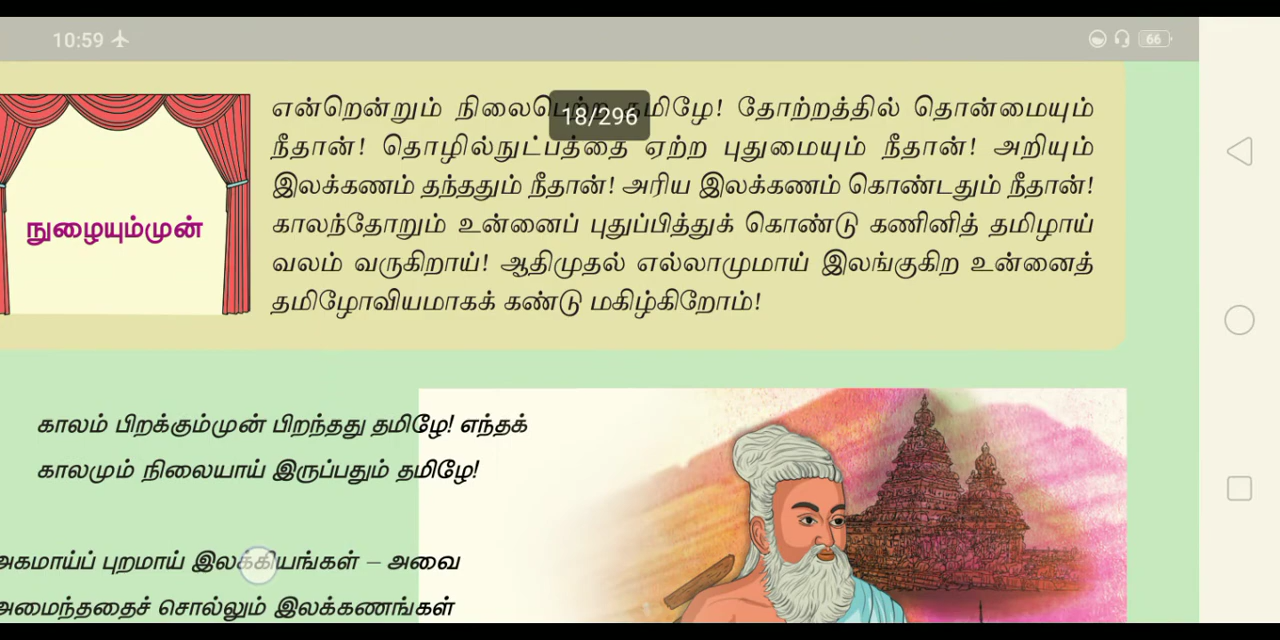 10:59
66
18/296
என்றென்றும் நிலைபெற்ற தமிழே! தோற்றத்தில் தொன்மையும்
நீதான்! தொழில்நுட்பத்தை ஏற்ற புதுமையும் நீதான்! அறியும்
இலக்கணம் தந்ததும் நீதான்! அரிய இலக்கணம் கொண்டதும் நீதான்!
காலந்தோறும் உன்னைப் புதுப்பித்துக் கொண்டு கணினித் தமிழாய்
வலம் வருகிறாய்! ஆதிமுதல் எல்லாமுமாய் இலங்குகிற உன்னைத்
தமிழோவியமாகக் கண்டு மகிழ்கிறோம்!
நுழையும்முன்
காலம் பிறக்கும்முன் பிறந்தது தமிழே! எந்தக்
காலமும் நிலையாய் இருப்பதும் தமிழே!
அகமாய்ப் புறமாய் இலக்கியங்கள் – அவை
அமைந்ததைச் சொல்லும் இலக்கணங்கள்